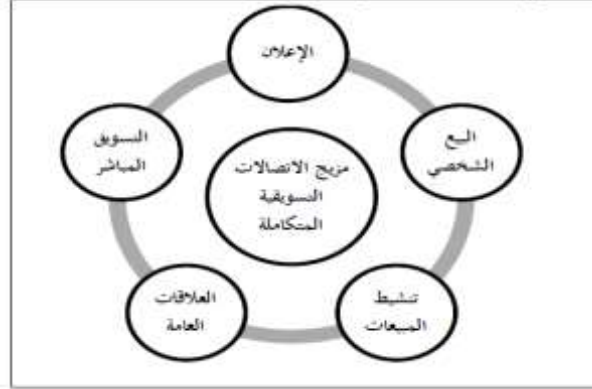 الإعلان
البيع
الشخصي
تنشيط
المبيعات
العلاقات
العامة
التسويق
المباشر
مزيج الاتصالات
التسويقية
المتكاملة